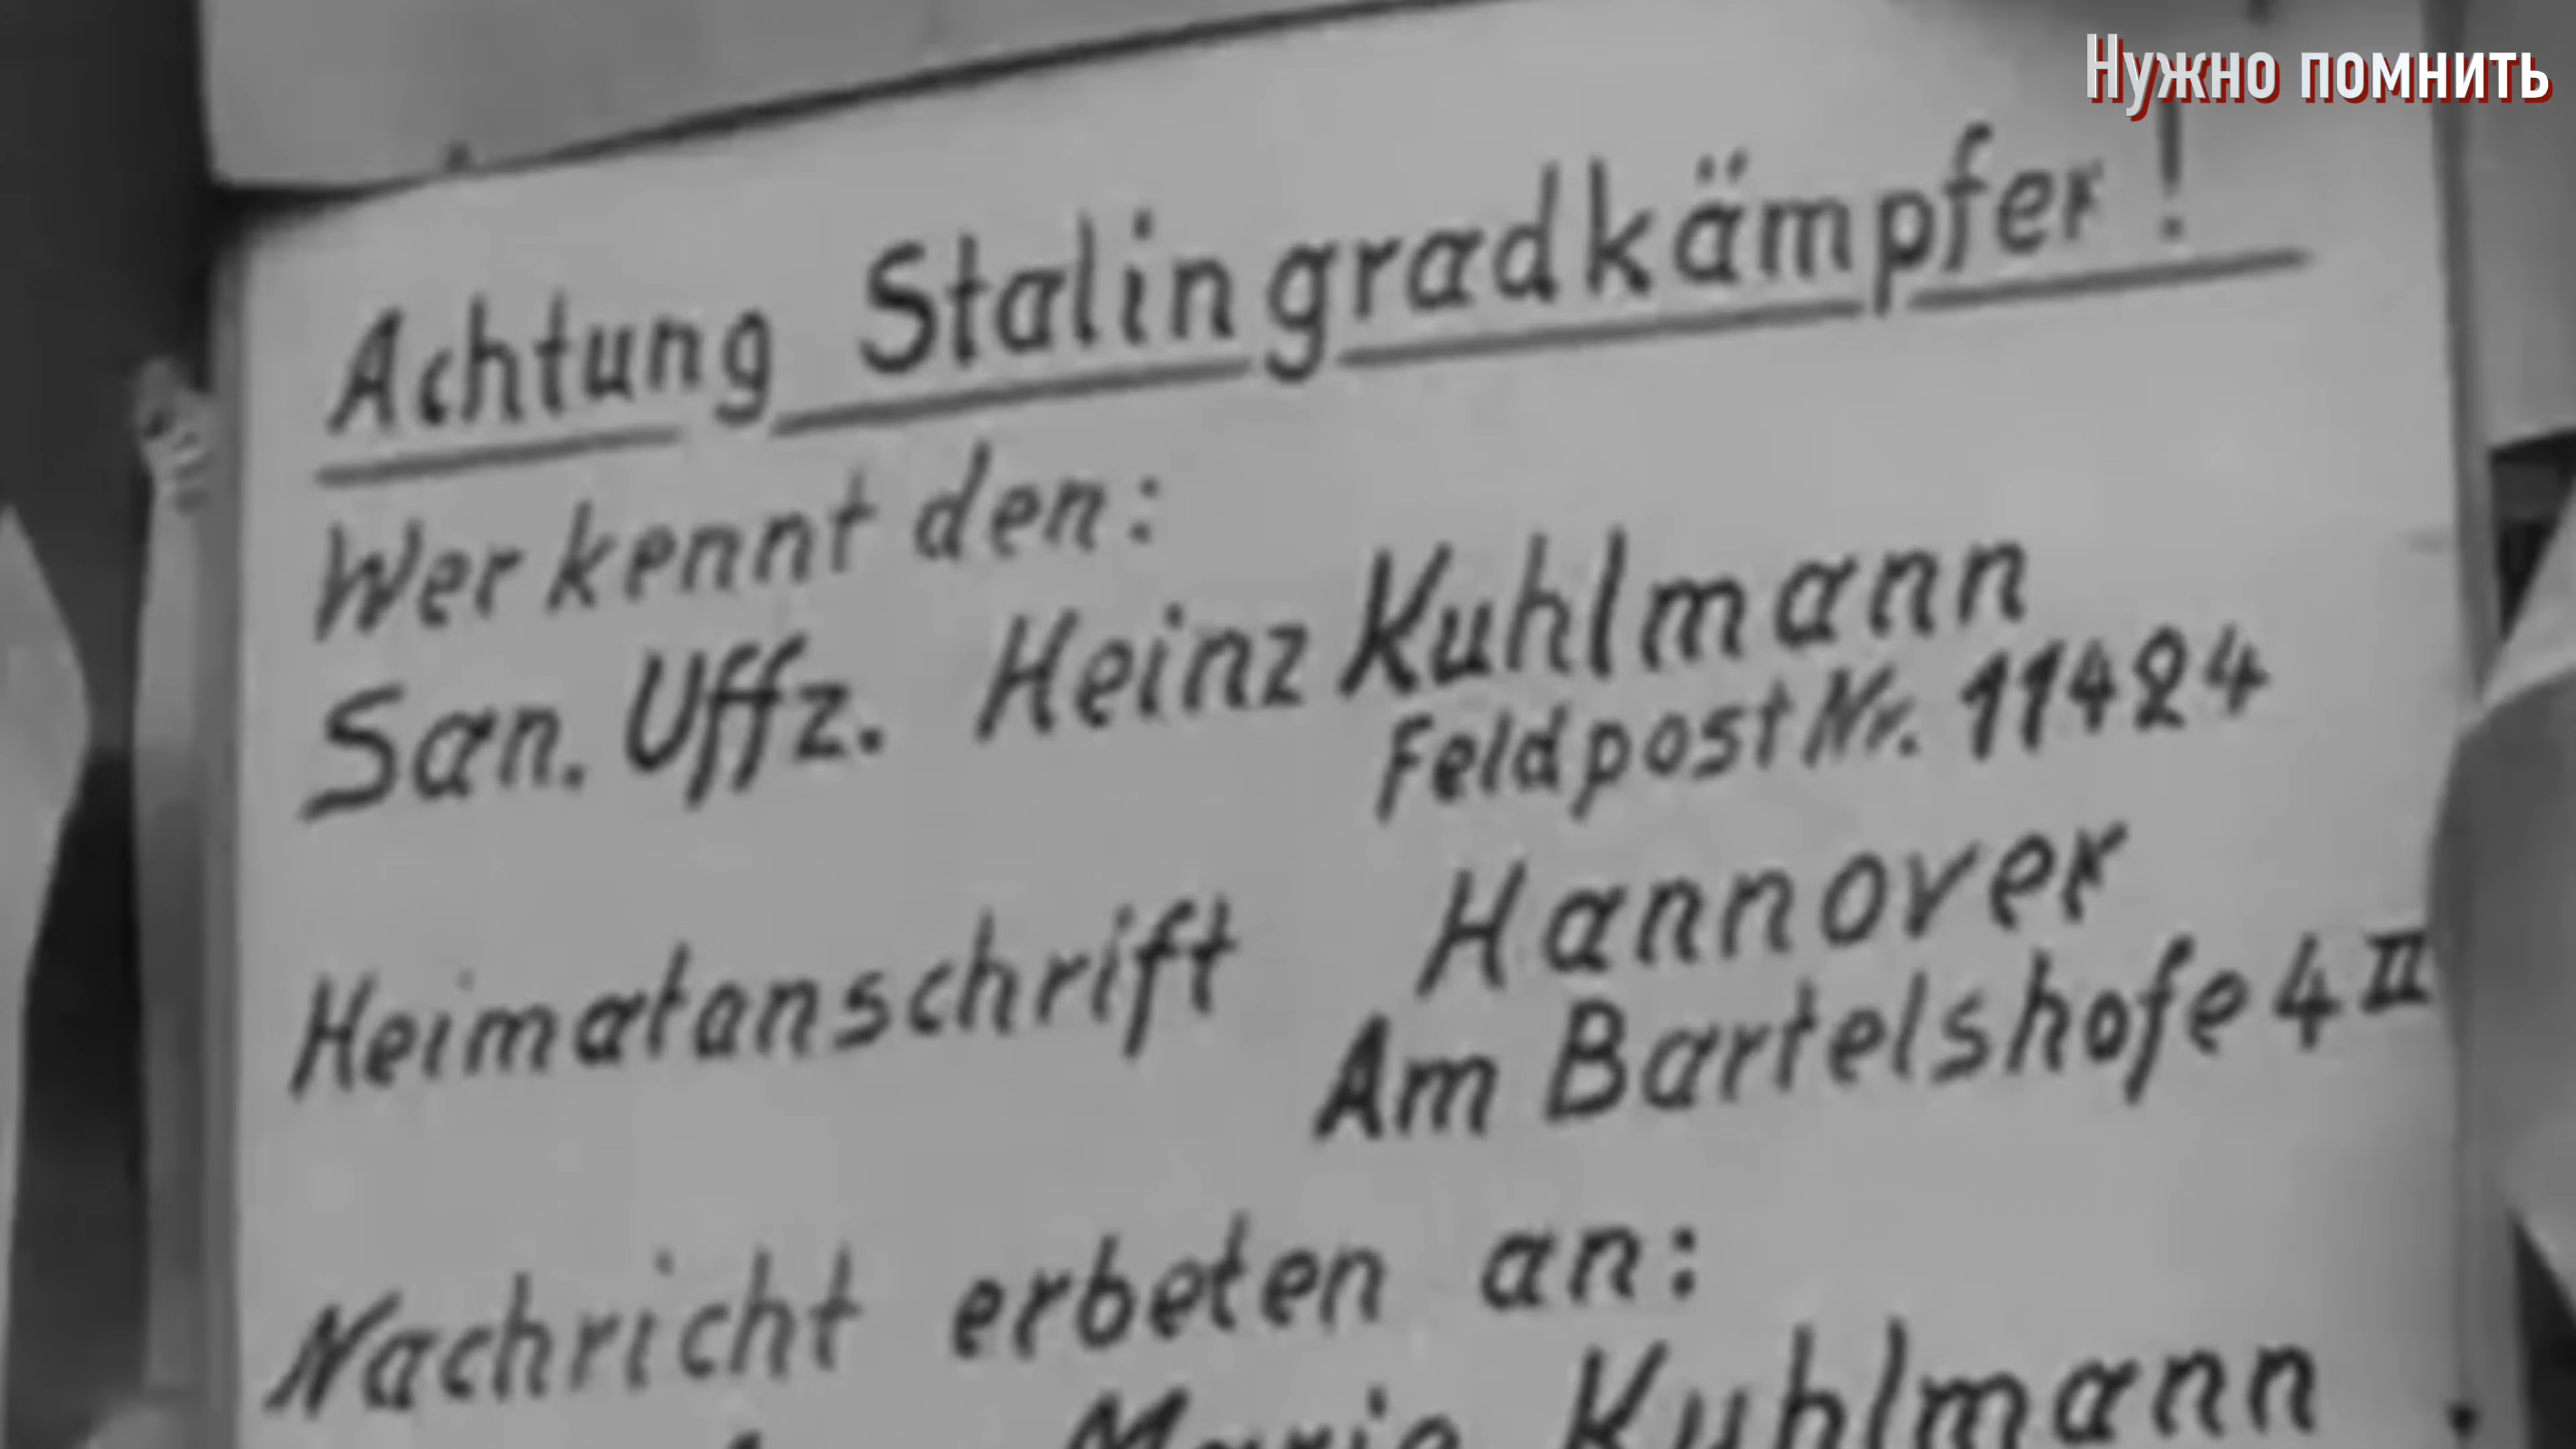 Нужно помнить
Achtung Stalingradkämpfer!
Wer kennt den:
San. Uffz. Heinz Kuhlmann
Feldpost Nr. 11424
Heimatanschrift Hannover
Am Bartelshofe 4 II
Nachricht erbeten an:
Marie Kuhlmann